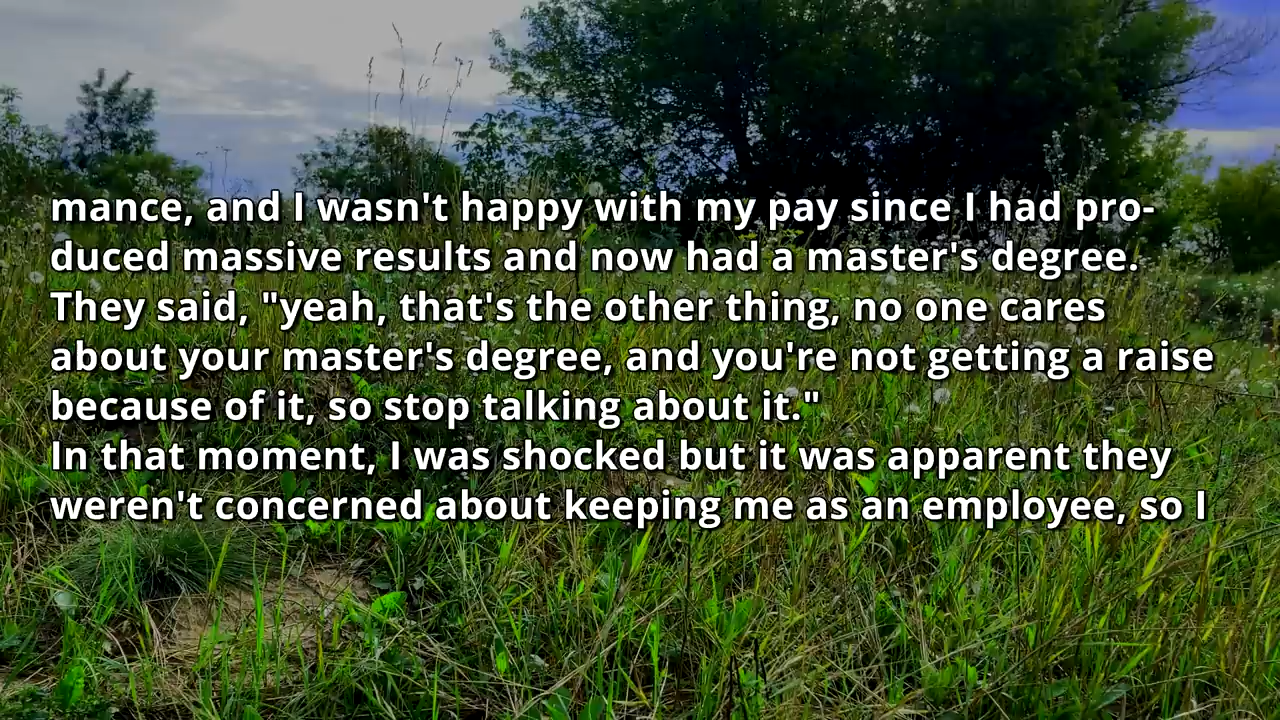 mance, and I wasn't happy with my pay since I had pro-
duced massive results and now had a master's degree.
They said, "yeah, that's the other thing, no one cares
about your master's degree, and you're not getting a raise
because of it, so stop talking about it."
In that moment, I was shocked but it was apparent they
weren't concerned about keeping me as an employee, so I